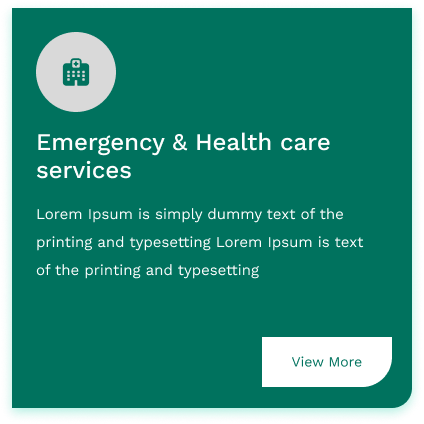 Emergency & Health care
services
Lorem Ipsum is simply dummy text of the
printing and typesetting Lorem Ipsum is text
of the printing and typesetting
View More